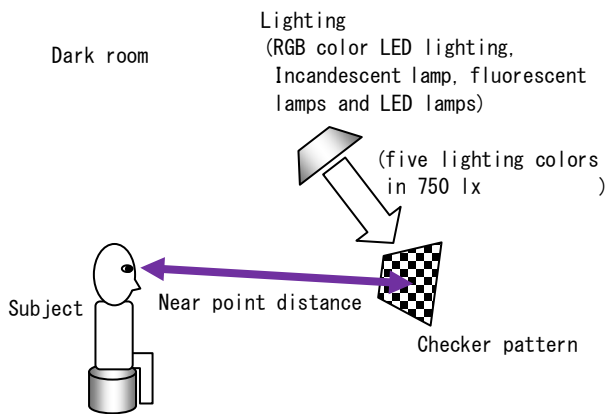 Lighting
(RGB color LED lighting,
Incandescent lamp, fluorescent
lamps and LED lamps)
Dark room
(five lighting colors
in 750 lx )
Subject
Near point distance
Checker pattern